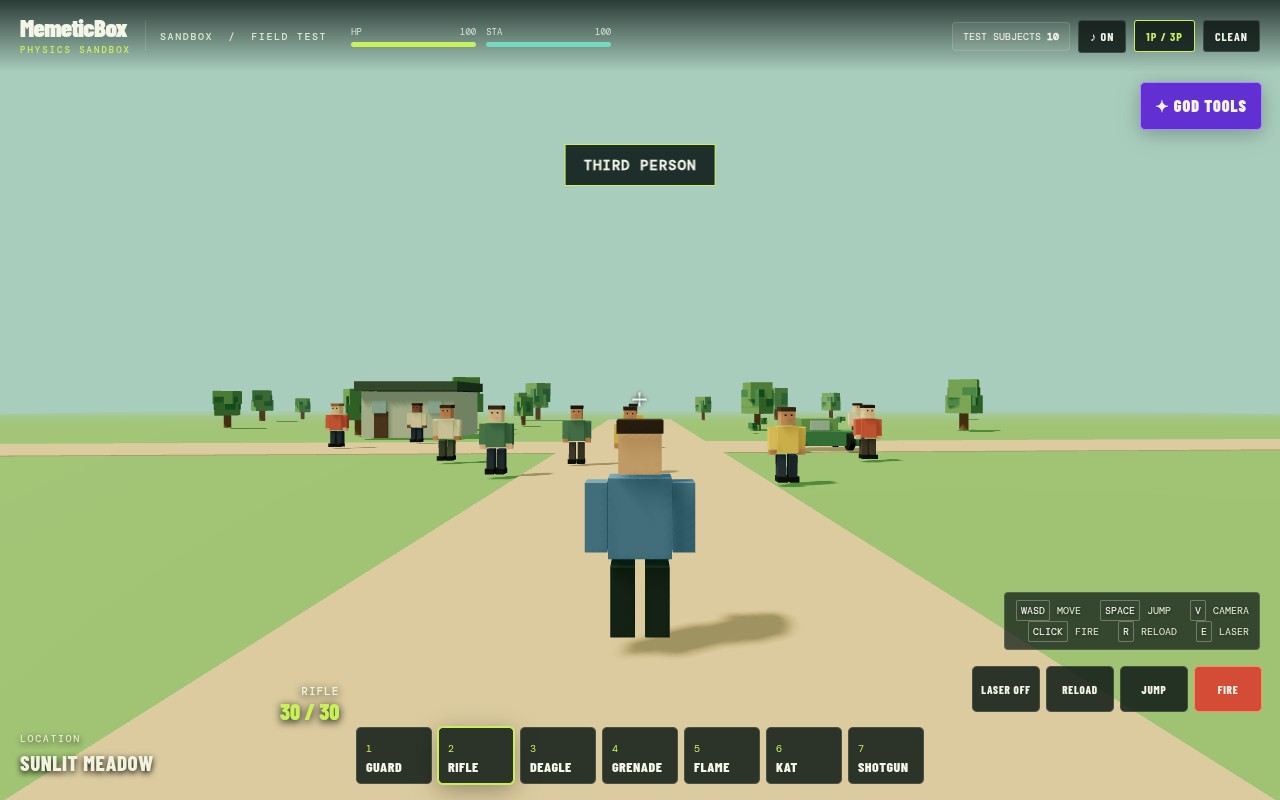 MemeticBox
PHYSICS SANDBOX
SANDBOX / FIELD TEST
HP 100 STA 100
TEST SUBJECTS 10
♪ ON
1P / 3P
CLEAN
✦ GOD TOOLS
THIRD PERSON
WASD MOVE SPACE JUMP V CAMERA
CLICK FIRE R RELOAD E LASER
LASER OFF
RELOAD
JUMP
FIRE
RIFLE
30 / 30
LOCATION
SUNLIT MEADOW
1 GUARD
2 RIFLE
3 DEAGLE
4 GRENADE
5 FLAME
6 KAT
7 SHOTGUN